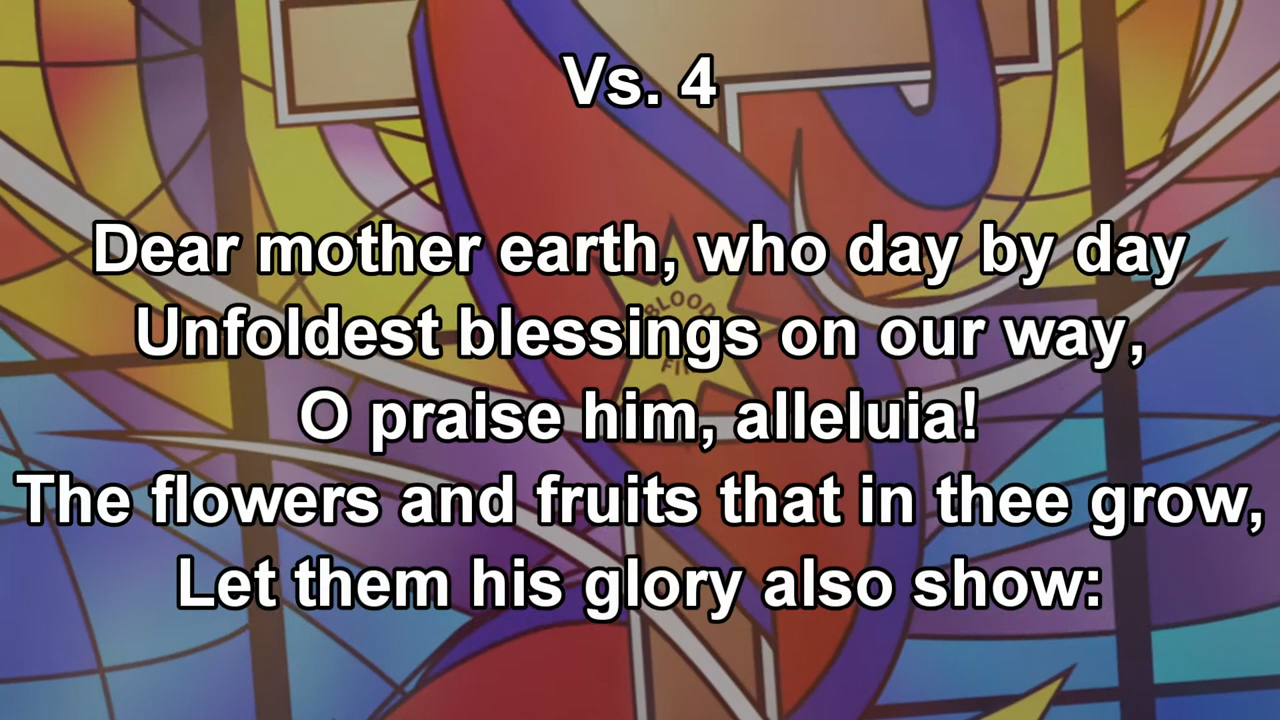 Vs. 4
Dear mother earth, who day by day
Unfoldest blessings on our way,
O praise him, alleluia!
The flowers and fruits that in thee grow,
Let them his glory also show:
BLOOD